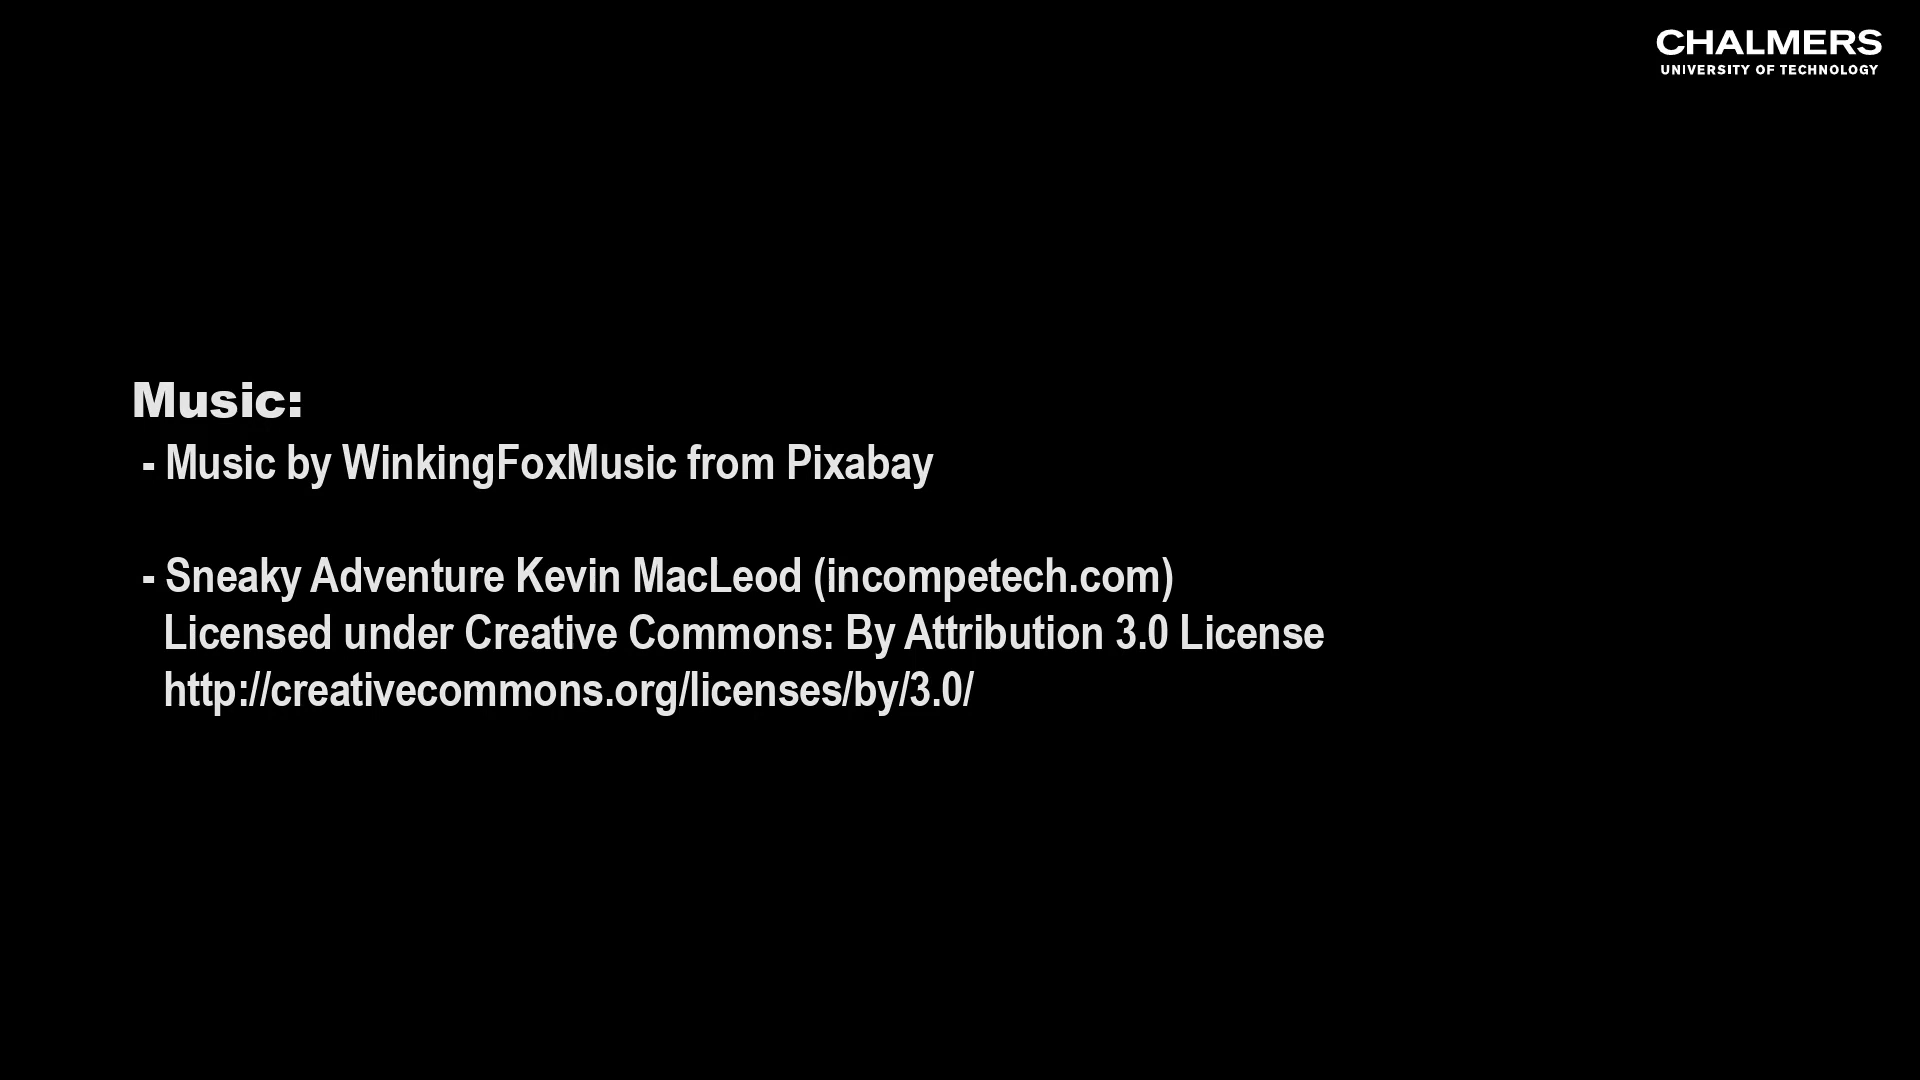 CHALMERS
UNIVERSITY OF TECHNOLOGY
Music:
- Music by WinkingFoxMusic from Pixabay
- Sneaky Adventure Kevin MacLeod (incompetech.com)
Licensed under Creative Commons: By Attribution 3.0 License
http://creativecommons.org/licenses/by/3.0/